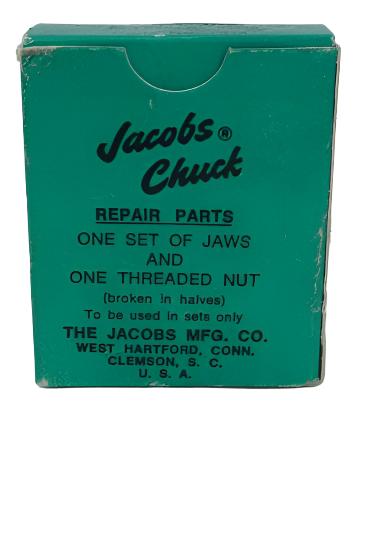 Jacobs®
Chuck
REPAIR PARTS
ONE SET OF JAWS
AND
ONE THREADED NUT
(broken in halves)
To be used in sets only
THE JACOBS MFG. CO.
WEST HARTFORD, CONN.
CLEMSON, S. C.
U. S. A.